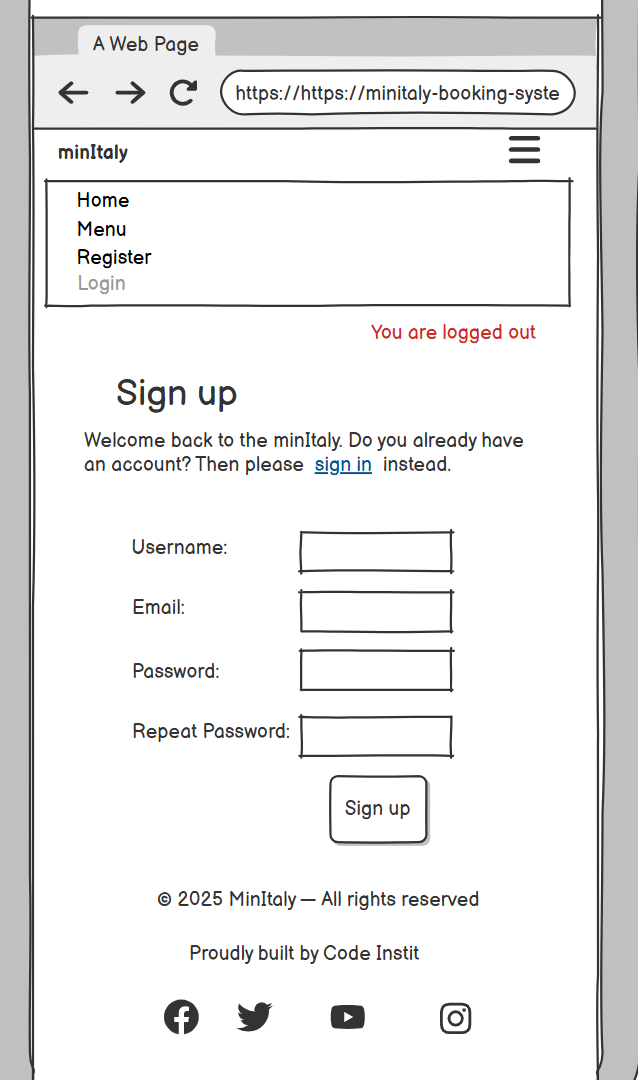 A Web Page
https://https://minitaly-booking-syste
minItaly
Home
Menu
Register
Login
You are logged out
Sign up
Welcome back to the minItaly. Do you already have
an account? Then please sign in instead.
Username:
Email:
Password:
Repeat Password:
Sign up
© 2025 MinItaly — All rights reserved
Proudly built by Code Instit